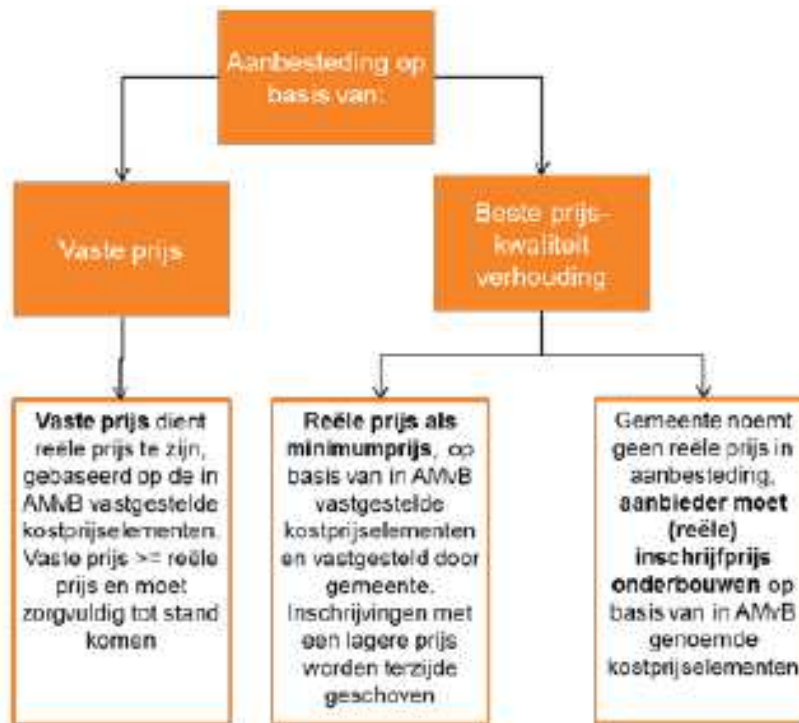 Aanbesteding op
basis van:
Vaste prijs
Beste prijs-
kwaliteit
verhouding
Vaste prijs dient
reële prijs te zijn,
gebaseerd op de in
AMvB vastgestelde
kostprijselementen.
Vaste prijs >= reële
prijs en moet
zorgvuldig tot stand
komen
Reële prijs als
minimumprijs, op
basis van in AMvB
vastgestelde
kostprijselementen
en vastgesteld door
gemeente.
Inschrijvingen met
een lagere prijs
worden terzijde
geschoven
Gemeente noemt
geen reële prijs in
aanbesteding,
aanbieder moet
(reële)
inschrijfprijs
onderbouwen op
basis van in AMvB
genoemde
kostprijselementen